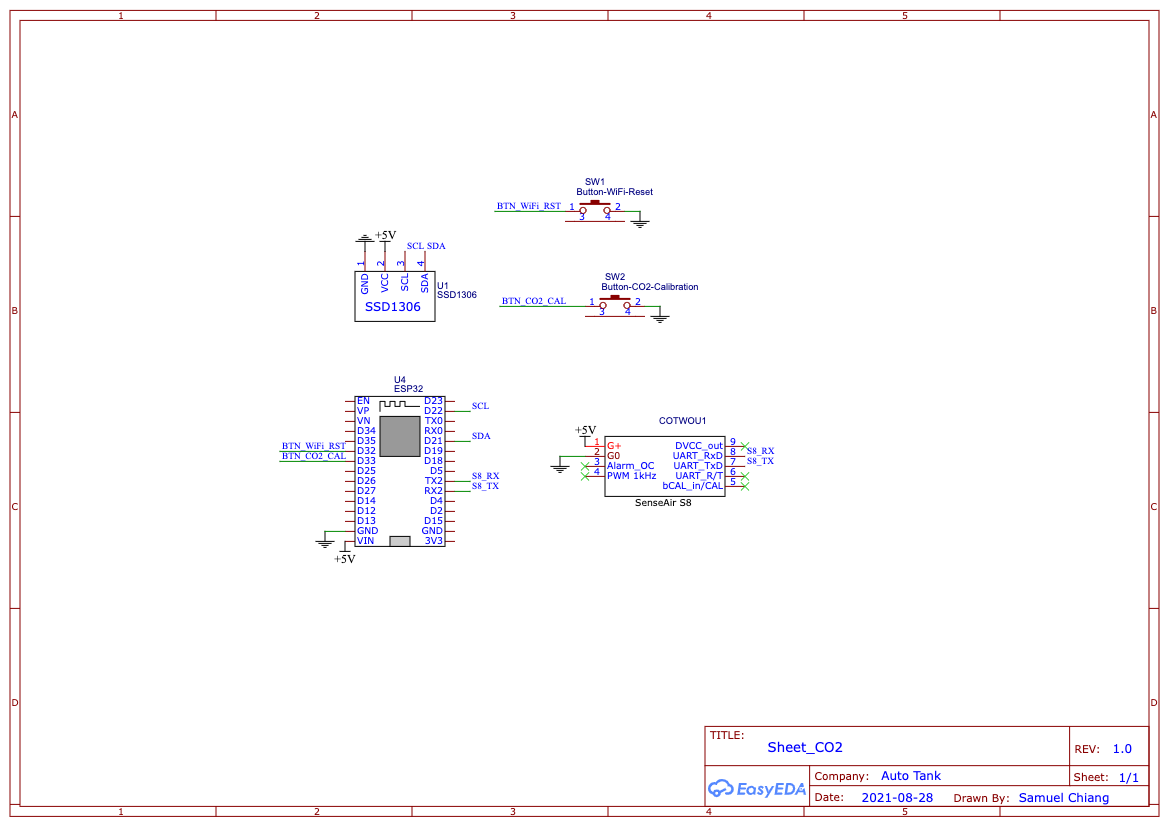 1 2 3 4 5
A A
SW1
Button-WiFi-Reset
BTN_WiFi_RST 1 2
3 4
+5V
SCL SDA
1 2 3 4
GND VCC SCL SDA
SSD1306
U1
SSD1306
SW2
Button-CO2-Calibration
BTN_CO2_CAL 1 2
3 4
B B
U4
ESP32
EN D23
VP D22 SCL
VN TX0
D34 RX0
D35 D21 SDA
BTN_WiFi_RST D32 D19
BTN_CO2_CAL D33 D18
D25 D5
D26 TX2 S8_RX
D27 RX2 S8_TX
D14 D4
D12 D2
D13 D15
GND GND
VIN 3V3
+5V
COTWOU1
+5V
1 G+ DVCC_out 9
2 G0 UART_RxD 8 S8_RX
3 Alarm_OC UART_TxD 7 S8_TX
4 PWM 1kHz UART_R/T 6
bCAL_in/CAL 5
SenseAir S8
C C
D D
TITLE:
Sheet_CO2
REV: 1.0
EasyEDA
Company: Auto Tank
Sheet: 1/1
Date: 2021-08-28 Drawn By: Samuel Chiang
1 2 3 4 5